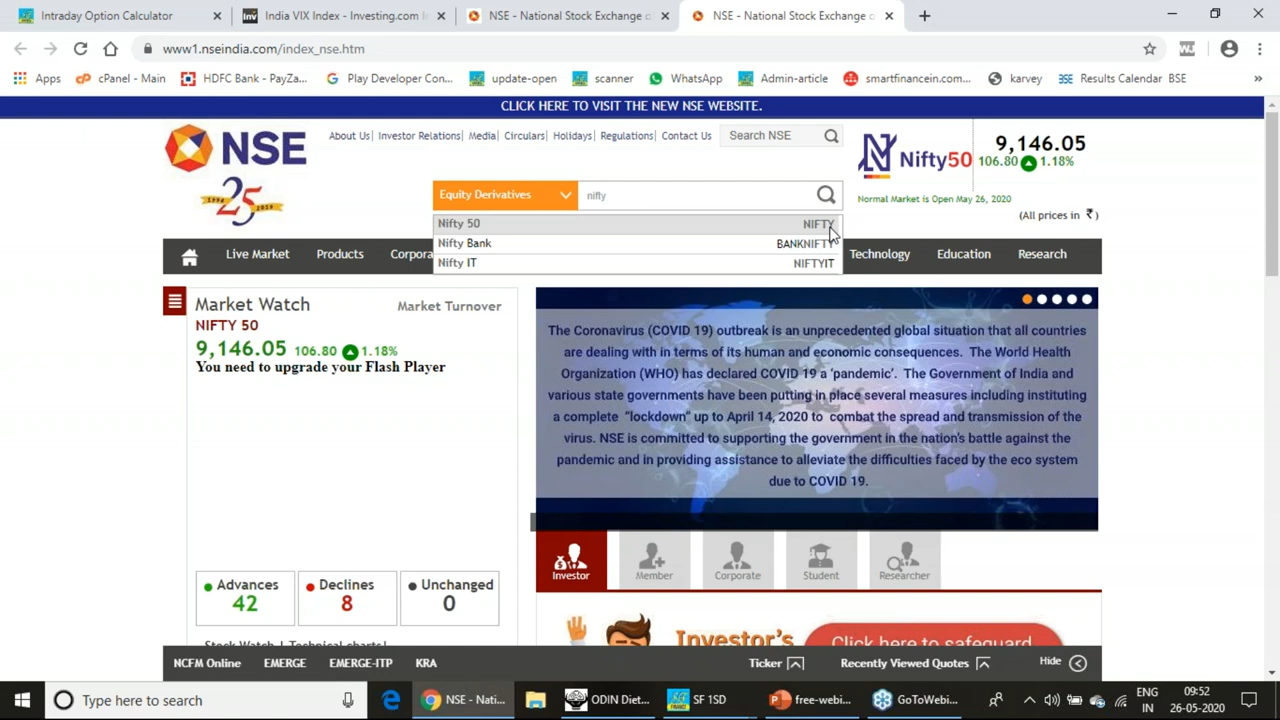 Intraday Option Calculator
India VIX Index - Investing.com In
NSE - National Stock Exchange o
NSE - National Stock Exchange o
www1.nseindia.com/index_nse.htm
Apps
cPanel - Main
HDFC Bank - PayZa...
Play Developer Con...
update-open
scanner
WhatsApp
Admin-article
smartfinancein.com...
karvey
Results Calendar BSE
CLICK HERE TO VISIT THE NEW NSE WEBSITE.
NSE
25
About Us| Investor Relations| Media| Circulars| Holidays| Regulations| Contact Us
Search NSE
Nifty50
9,146.05
106.80 1.18%
Normal Market is Open May 26, 2020
(All prices in ₹)
Equity Derivatives
nifty
Nifty 50 NIFTY
Nifty Bank BANKNIFTY
Nifty IT NIFTYIT
Live Market
Products
Corpora
Technology
Education
Research
Market Watch
Market Turnover
NIFTY 50
9,146.05 106.80 1.18%
You need to upgrade your Flash Player
The Coronavirus (COVID 19) outbreak is an unprecedented global situation that all countries
are dealing with in terms of its human and economic consequences. The World Health
Organization (WHO) has declared COVID 19 a ‘pandemic’. The Government of India and
various state governments have been putting in place several measures including instituting
a complete “lockdown” up to April 14, 2020 to combat the spread and transmission of the
virus. NSE is committed to supporting the government in the nation's battle against the
pandemic and in providing assistance to alleviate the difficulties faced by the eco system
due to COVID 19.
Investor
Member
Corporate
Student
Researcher
Advances
42
Declines
8
Unchanged
0
Stock Watch | Technical charts|
Investor's
Click here to safeguard
NCFM Online
EMERGE
EMERGE-ITP
KRA
Ticker
Recently Viewed Quotes
Hide
Type here to search
NSE - Nati...
ODIN Diet...
SF 1SD
free-webi...
GoToWebi...
ENG
IN
09:52
26-05-2020